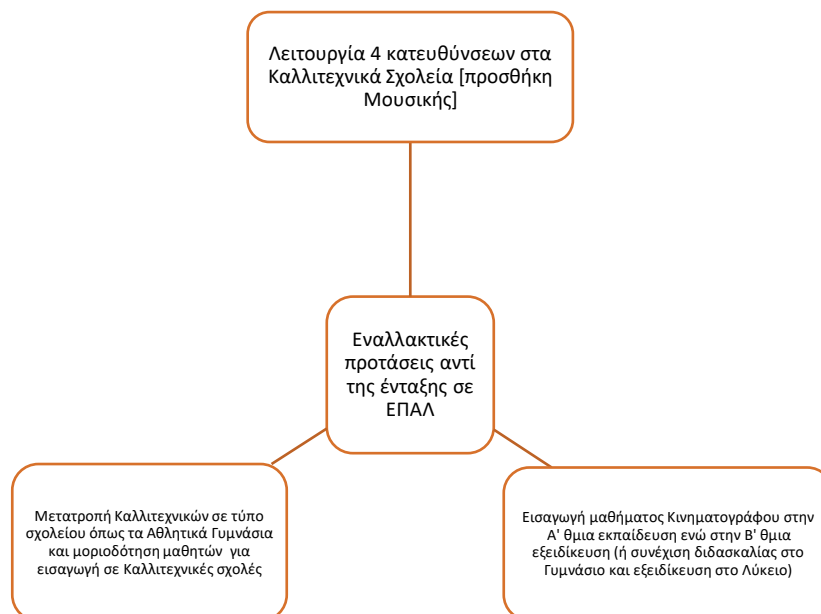 Λειτουργία 4 κατευθύνσεων στα
Καλλιτεχνικά Σχολεία [προσθήκη
Μουσικής]
Εναλλακτικές
προτάσεις αντί
της ένταξης σε
ΕΠΑΛ
Μετατροπή Καλλιτεχνικών σε τύπο
σχολείου όπως τα Αθλητικά Γυμνάσια
και μοριοδότηση μαθητών για
εισαγωγή σε Καλλιτεχνικές σχολές
Εισαγωγή μαθήματος Κινηματογράφου στην
Α' θμια εκπαίδευση ενώ στην Β' θμια
εξειδίκευση (ή συνέχιση διδασκαλίας στο
Γυμνάσιο και εξειδίκευση στο Λύκειο)